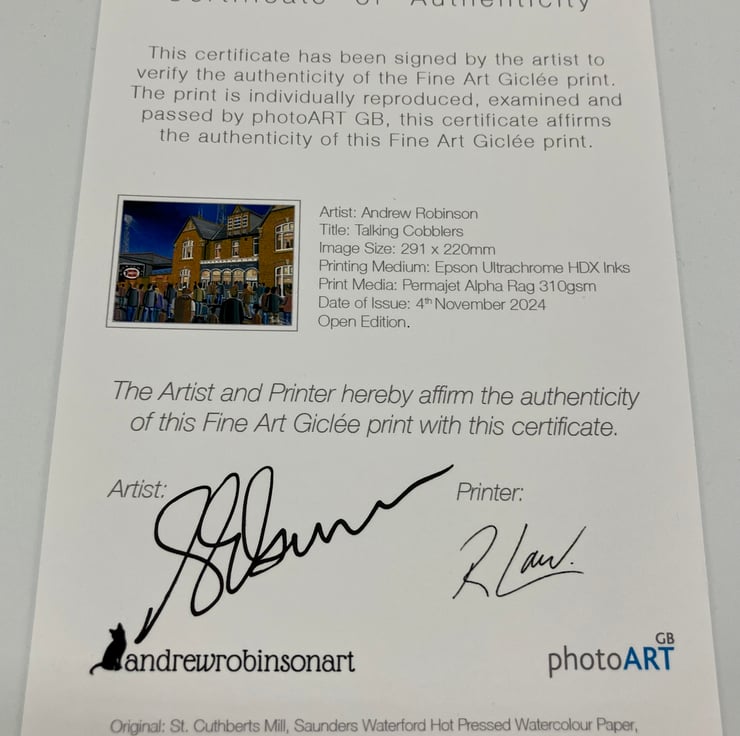 Certificate of Authenticity
This certificate has been signed by the artist to
verify the authenticity of the Fine Art Giclée print.
The print is individually reproduced, examined and
passed by photoART GB, this certificate affirms
the authenticity of this Fine Art Giclée print.
Artist: Andrew Robinson
Title: Talking Cobblers
Image Size: 291 x 220mm
Printing Medium: Epson Ultrachrome HDX Inks
Print Media: Permajet Alpha Rag 310gsm
Date of Issue: 4th November 2024
Open Edition.
The Artist and Printer hereby affirm the authenticity
of this Fine Art Giclée print with this certificate.
Artist:
Printer:
R Law.
andrewrobinsonart
photoART GB
Original: St. Cuthberts Mill, Saunders Waterford Hot Pressed Watercolour Paper,